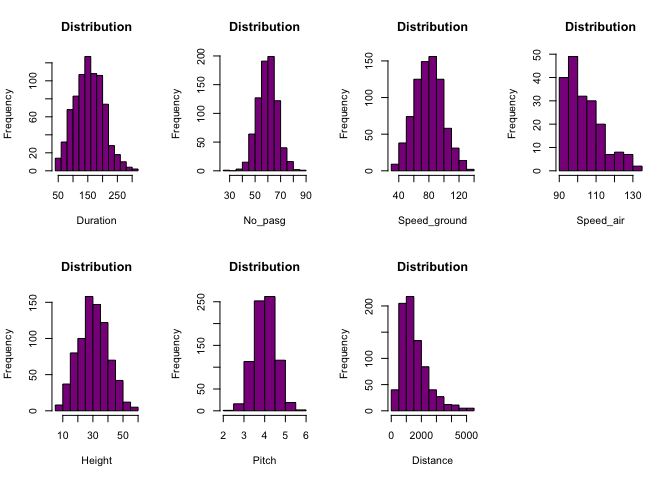 Distribution
Frequency
0
50
100
50
150
250
Duration
Distribution
Frequency
0
50
100
150
200
30
50
70
90
No_pasg
Distribution
Frequency
0
50
100
150
40
80
120
Speed_ground
Distribution
Frequency
0
10
20
30
40
50
90
110
130
Speed_air
Distribution
Frequency
0
50
100
150
10
30
50
Height
Distribution
Frequency
0
50
150
250
2
3
4
5
6
Pitch
Distribution
Frequency
0
50
100
200
0
2000
5000
Distance